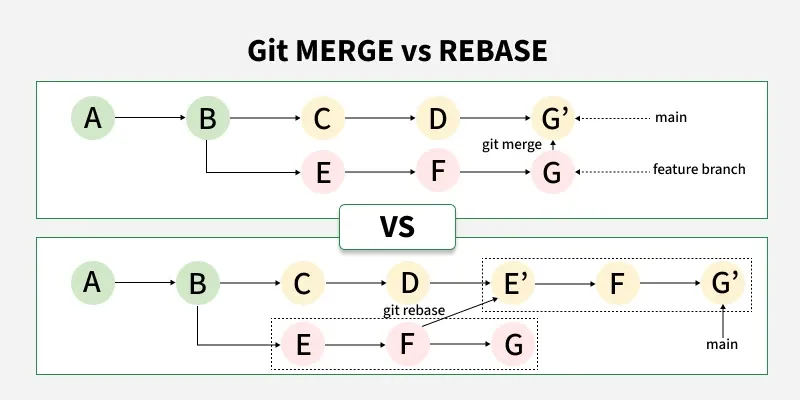 Git MERGE vs REBASE
A B C D G’ main
git merge
E F G feature branch
VS
A B C D E’ F G’
git rebase
E F G main